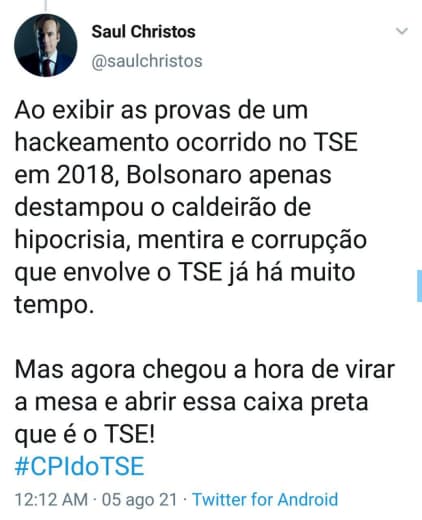 Saul Christos
@saulchristos
Ao exibir as provas de um
hackeamento ocorrido no TSE
em 2018, Bolsonaro apenas
destampou o caldeirão de
hipocrisia, mentira e corrupção
que envolve o TSE já há muito
tempo.
Mas agora chegou a hora de virar
a mesa e abrir essa caixa preta
que é o TSE!
#CPIdoTSE
12:12 AM · 05 ago 21 · Twitter for Android